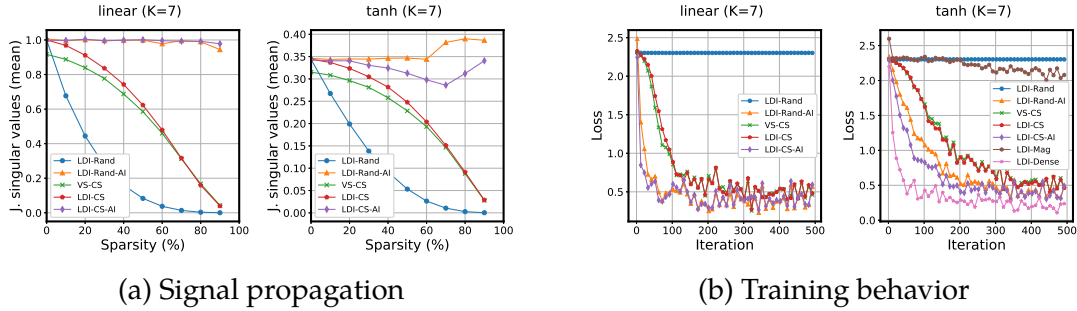 linear (K=7)
J. singular values (mean)
1.0
0.8
0.6
0.4
0.2
0.0
LDI-Rand
LDI-Rand-AI
VS-CS
LDI-CS
LDI-CS-AI
0 20 40 60 80 100
Sparsity (%)
tanh (K=7)
J. singular values (mean)
0.40
0.35
0.30
0.25
0.20
0.15
0.10
0.05
0.00
LDI-Rand
LDI-Rand-AI
VS-CS
LDI-CS
LDI-CS-AI
0 20 40 60 80 100
Sparsity (%)
(a) Signal propagation
linear (K=7)
Loss
2.5
2.0
1.5
1.0
0.5
LDI-Rand
LDI-Rand-AI
VS-CS
LDI-CS
LDI-CS-AI
0 100 200 300 400 500
Iteration
tanh (K=7)
Loss
2.5
2.0
1.5
1.0
0.5
0.0
LDI-Rand
LDI-Rand-AI
VS-CS
LDI-CS
LDI-CS-AI
LDI-Mag
LDI-Dense
0 100 200 300 400 500
Iteration
(b) Training behavior